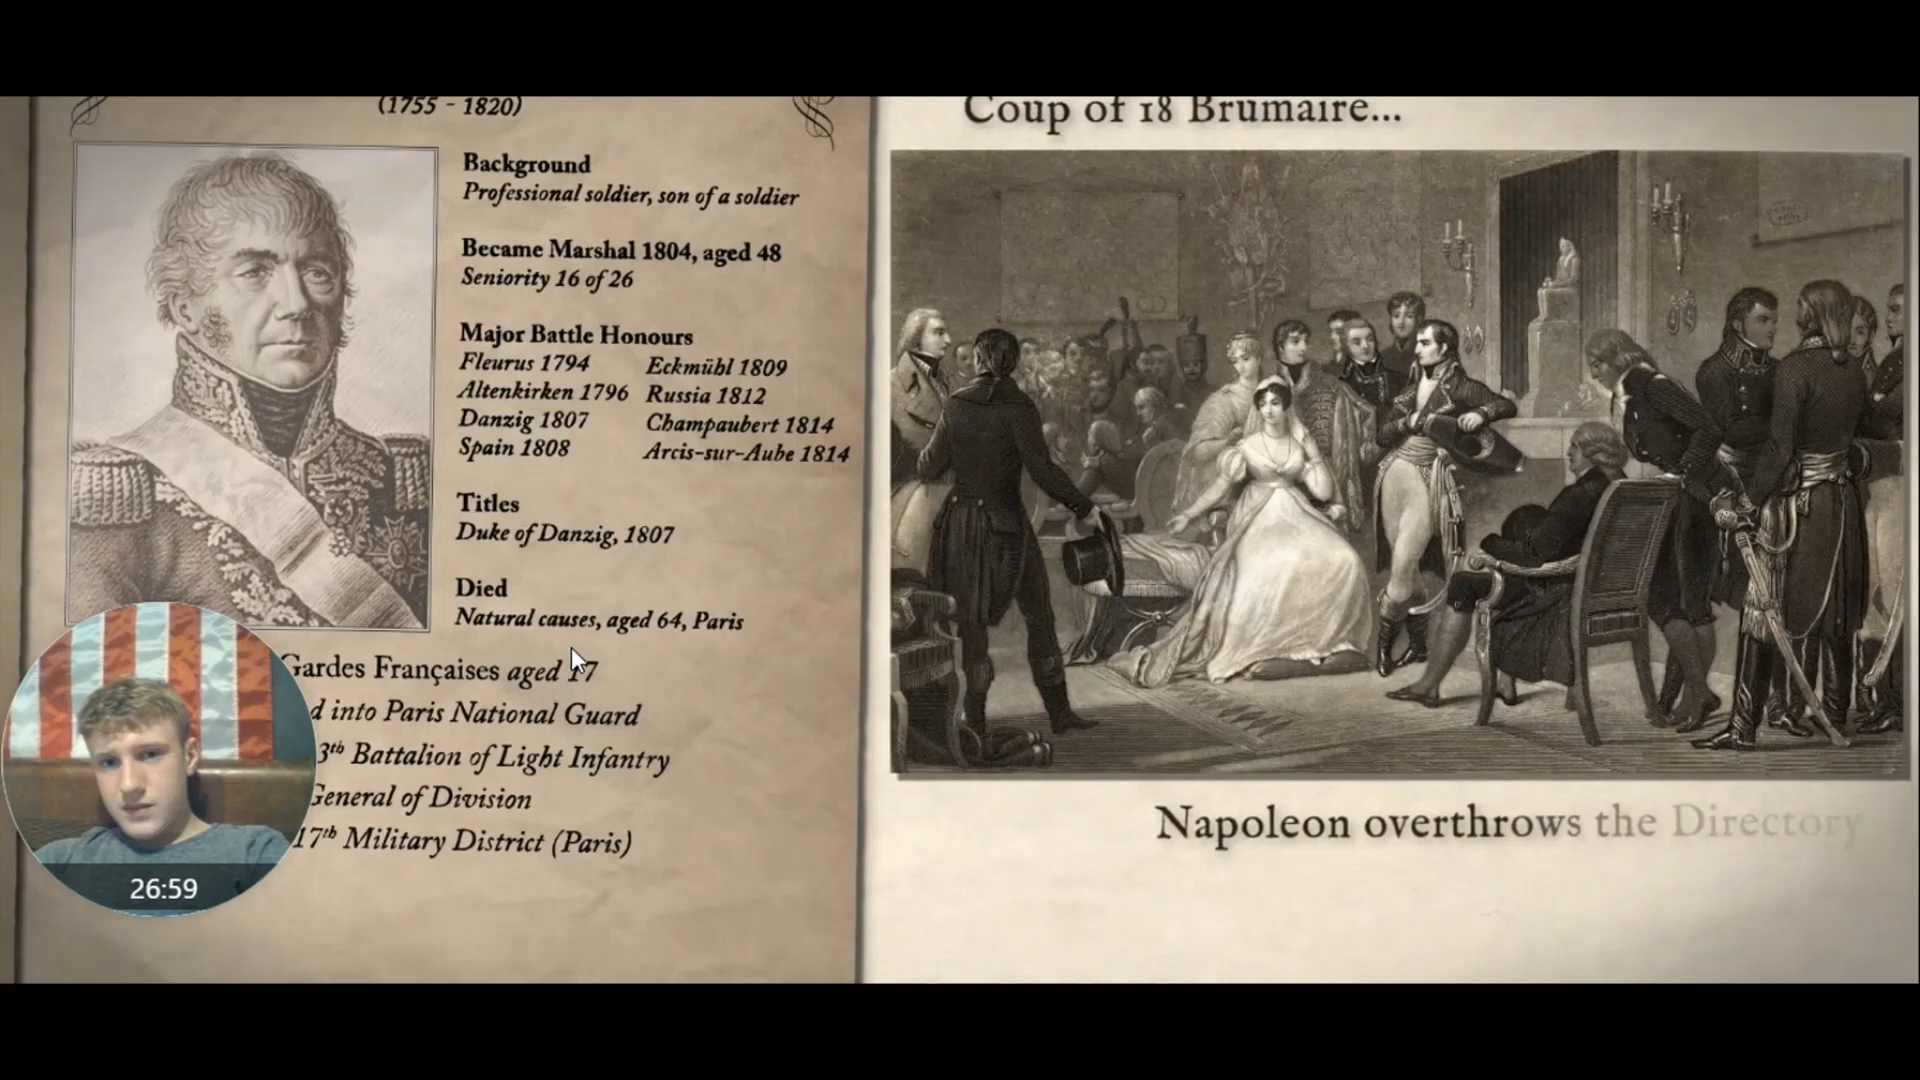 (1755 - 1820)
Background
Professional soldier, son of a soldier
Became Marshal 1804, aged 48
Seniority 16 of 26
Major Battle Honours
Fleurus 1794
Altenkirken 1796
Danzig 1807
Spain 1808
Eckmühl 1809
Russia 1812
Champaubert 1814
Arcis-sur-Aube 1814
Titles
Duke of Danzig, 1807
Died
Natural causes, aged 64, Paris
Gardes Françaises aged 17
d into Paris National Guard
3th Battalion of Light Infantry
General of Division
17th Military District (Paris)
26:59
Coup of 18 Brumaire...
Napoleon overthrows the Directory